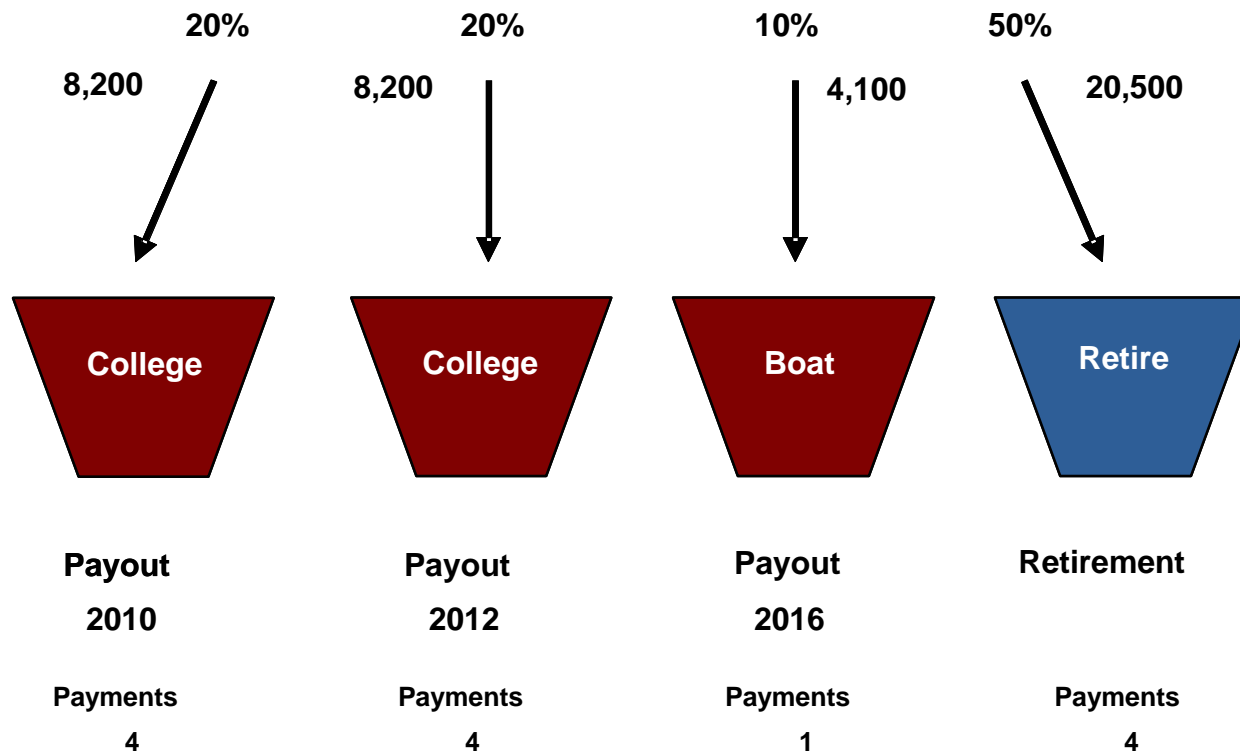 20% 20% 10% 50%
8,200 8,200 4,100 20,500
College College Boat Retire
Payout Payout Payout Retirement
2010 2012 2016
Payments Payments Payments Payments
4 4 1 4